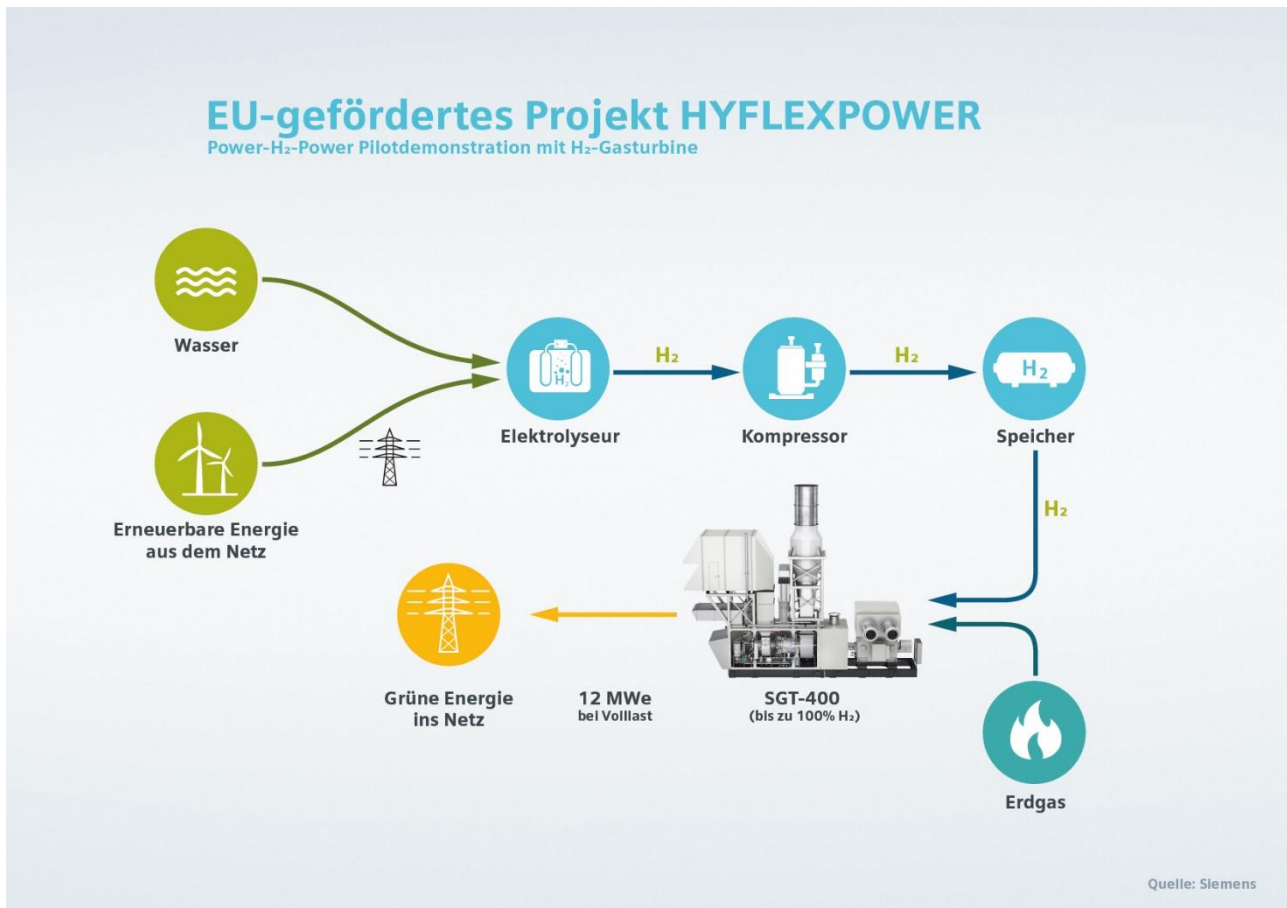 EU-gefördertes Projekt HYFLEXPOWER
Power-H₂-Power Pilotdemonstration mit H₂-Gasturbine
Wasser
Erneuerbare Energie
aus dem Netz
H₂
Elektrolyseur
H₂
Kompressor
H₂
H₂
Speicher
H₂
Grüne Energie
ins Netz
12 MWe
bei Volllast
SGT-400
(bis zu 100% H₂)
Erdgas
Quelle: Siemens